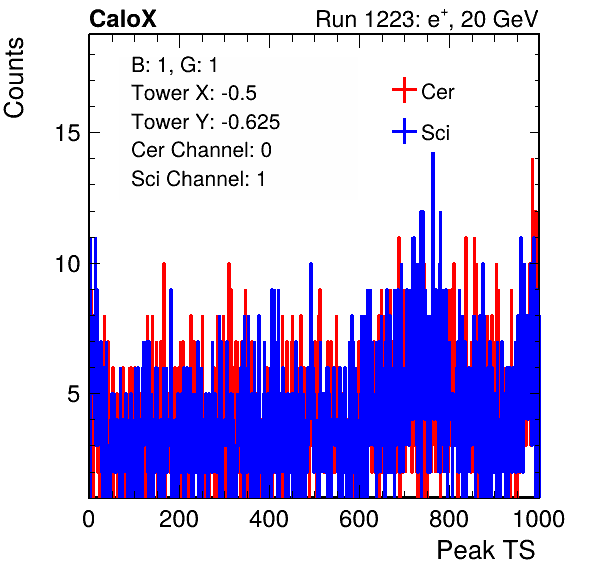 CaloX Run 1223: e+, 20 GeV
Counts
B: 1, G: 1
Tower X: -0.5
Tower Y: -0.625
Cer Channel: 0
Sci Channel: 1
Cer
Sci
15
10
5
0 200 400 600 800 1000
Peak TS